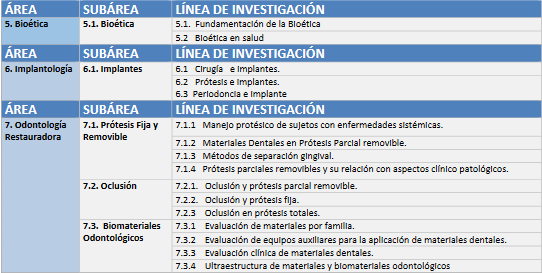 ÁREA SUBÁREA LÍNEA DE INVESTIGACIÓN
5. Bioética 5.1. Bioética 5.1. Fundamentación de la Bioética
5.2 Bioética en salud
ÁREA SUBÁREA LÍNEA DE INVESTIGACIÓN
6. Implantología 6.1. Implantes 6.1 Cirugía e Implantes.
6.2 Prótesis e Implantes.
6.3 Periodoncia e Implante
ÁREA SUBÁREA LÍNEA DE INVESTIGACIÓN
7. Odontología 7.1. Prótesis Fija y 7.1.1 Manejo protésico de sujetos con enfermedades sistémicas.
Restauradora Removible 7.1.2 Materiales Dentales en Prótesis Parcial removible.
7.1.3 Métodos de separación gingival.
7.1.4 Prótesis parciales removibles y su relación con aspectos clínico patológicos.
7.2. Oclusión 7.2.1. Oclusión y prótesis parcial removible.
7.2.2. Oclusión y prótesis fija.
7.2.3 Oclusión en prótesis totales.
7.3. Biomateriales 7.3.1 Evaluación de materiales por familia.
Odontológicos 7.3.2 Evaluación de equipos auxiliares para la aplicación de materiales dentales.
7.3.3 Evaluación clínica de materiales dentales.
7.3.4 Ultraestructura de materiales y biomateriales odontológicos